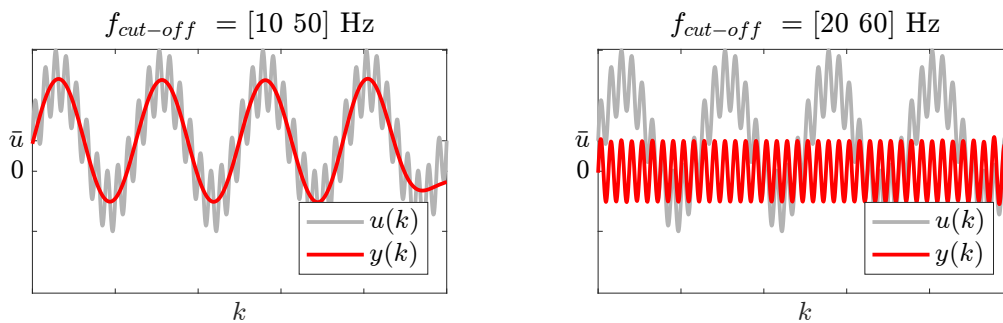 f_{cut-off} = [10 50] Hz
ū
0
u(k)
y(k)
k
f_{cut-off} = [20 60] Hz
ū
0
u(k)
y(k)
k